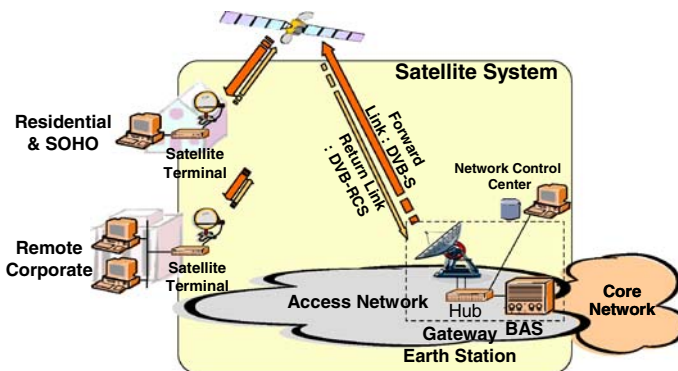 Satellite System
Residential
& SOHO
Satellite
Terminal
Forward
Link : DVB-S
Return Link
: DVB-RCS
Network Control
Center
Remote
Corporate
Satellite
Terminal
Access Network
Hub
BAS
Gateway
Earth Station
Core
Network